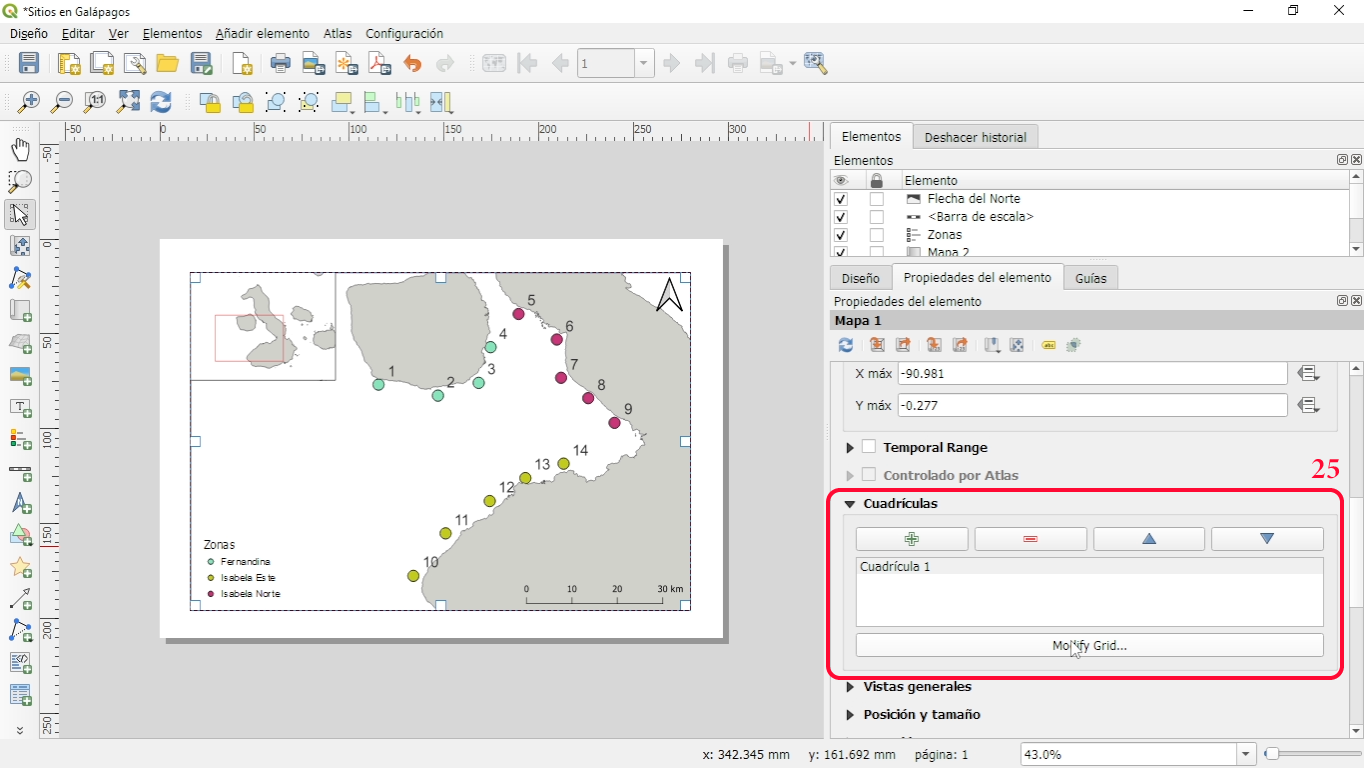 *Sitios en Galápagos
Diseño Editar Ver Elementos Añadir elemento Atlas Configuración
1
1:1
-50 0 50 100 150 200 250 300
-50
0
50
100
150
200
250
Elementos Deshacer historial
Elementos
Elemento
Flecha del Norte
<Barra de escala>
Zonas
Mapa 2
Diseño Propiedades del elemento Guías
Propiedades del elemento
Mapa 1
abc
X máx -90.981
Y máx -0.277
Temporal Range
Controlado por Atlas
25
Cuadrículas
Cuadrícula 1
Modify Grid...
Vistas generales
Posición y tamaño
5
6
4
7
3
1
2
8
9
14
13
12
11
10
Zonas
Fernandina
Isabela Este
Isabela Norte
0 10 20 30 km
x: 342.345 mm y: 161.692 mm página: 1 43.0%